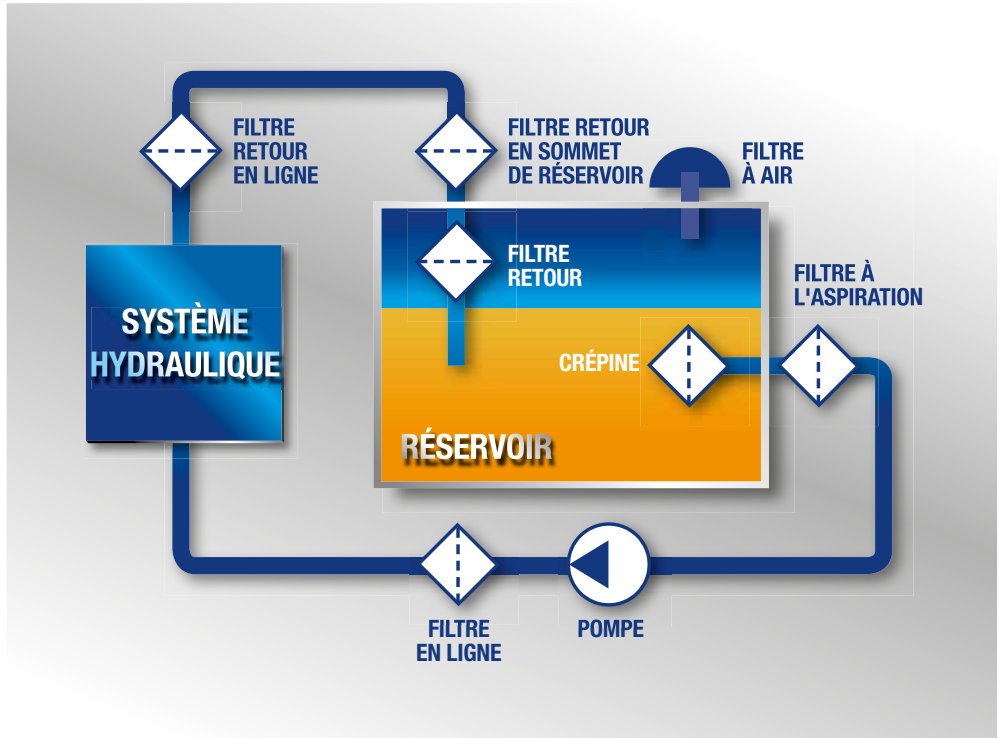 FILTRE
RETOUR
EN LIGNE
FILTRE RETOUR
EN SOMMET
DE RÉSERVOIR
FILTRE
À AIR
FILTRE
RETOUR
FILTRE À
L'ASPIRATION
SYSTÈME
HYDRAULIQUE
CRÉPINE
RÉSERVOIR
FILTRE
EN LIGNE
POMPE